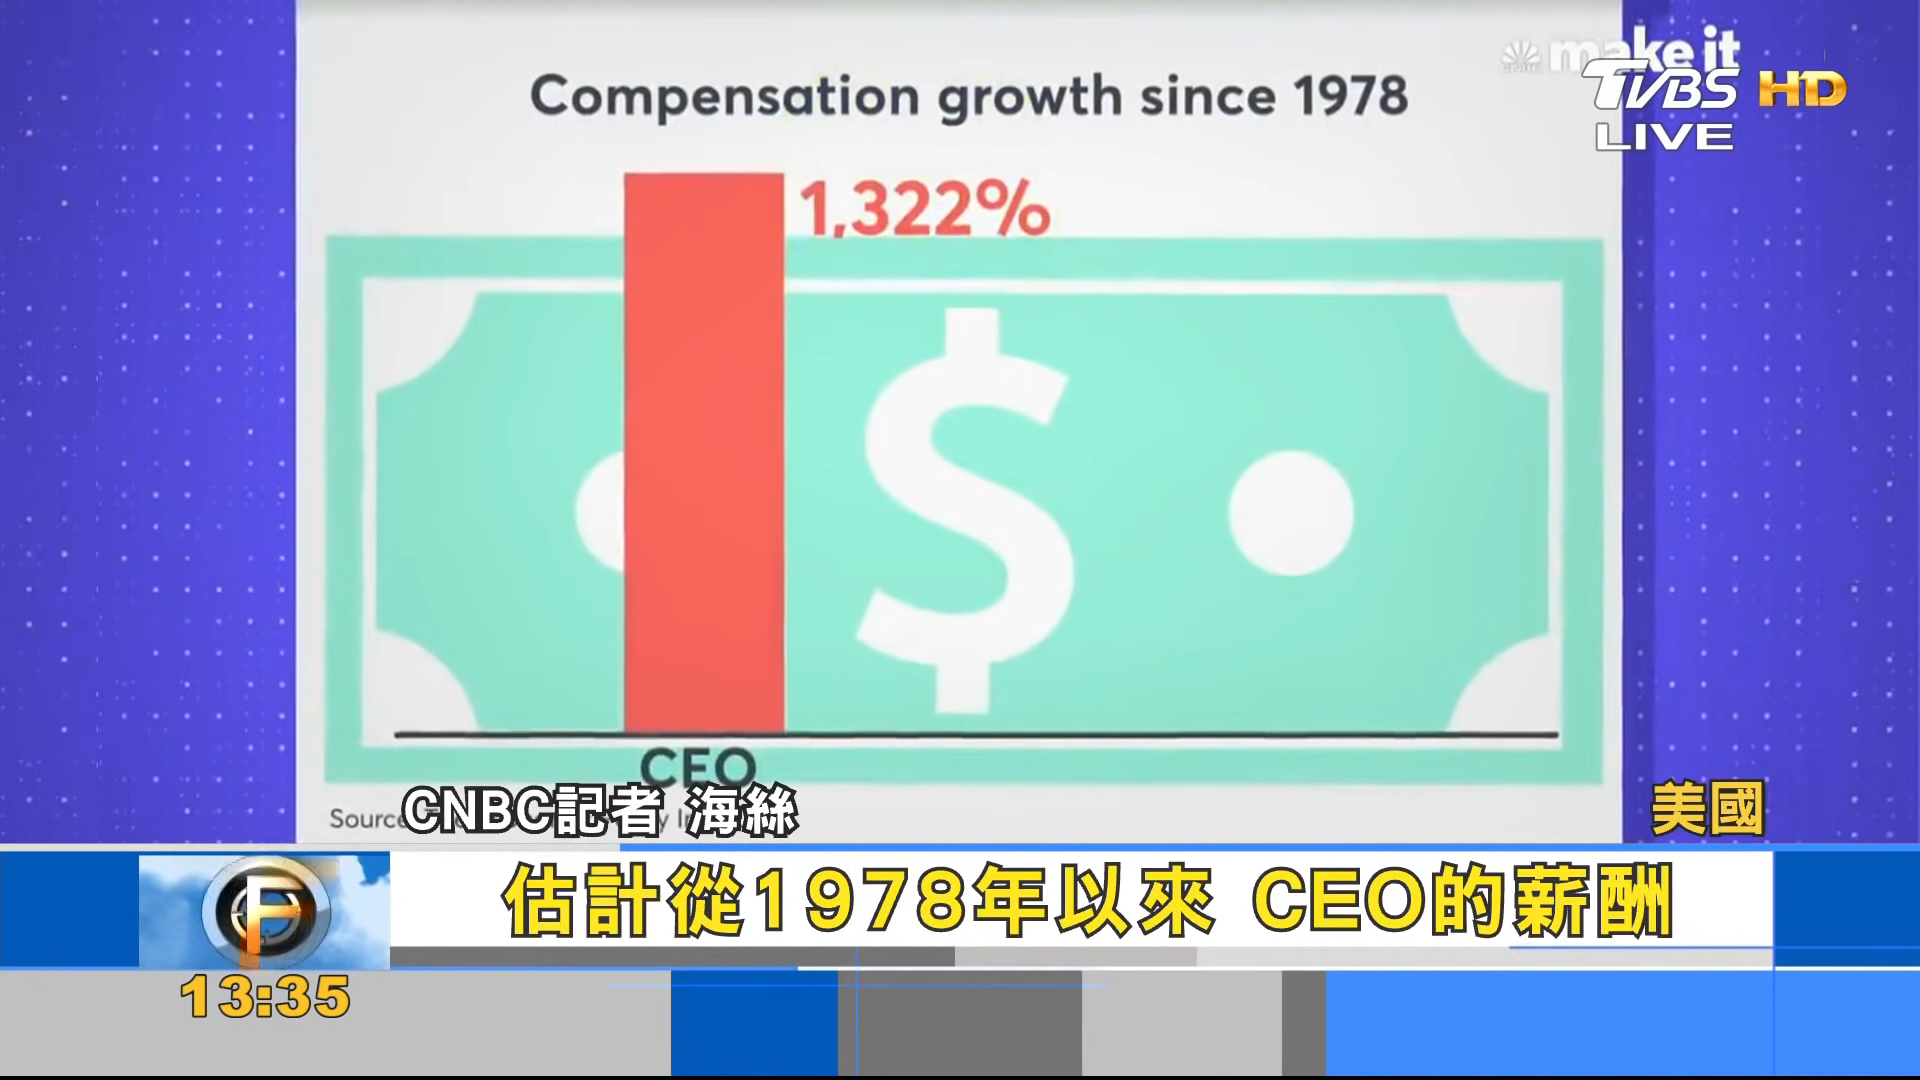 make it
TVBS HD
LIVE
Compensation growth since 1978
1,322%
CEO
CNBC記者 海絲
美國
估計從1978年以來 CEO的薪酬
13:35